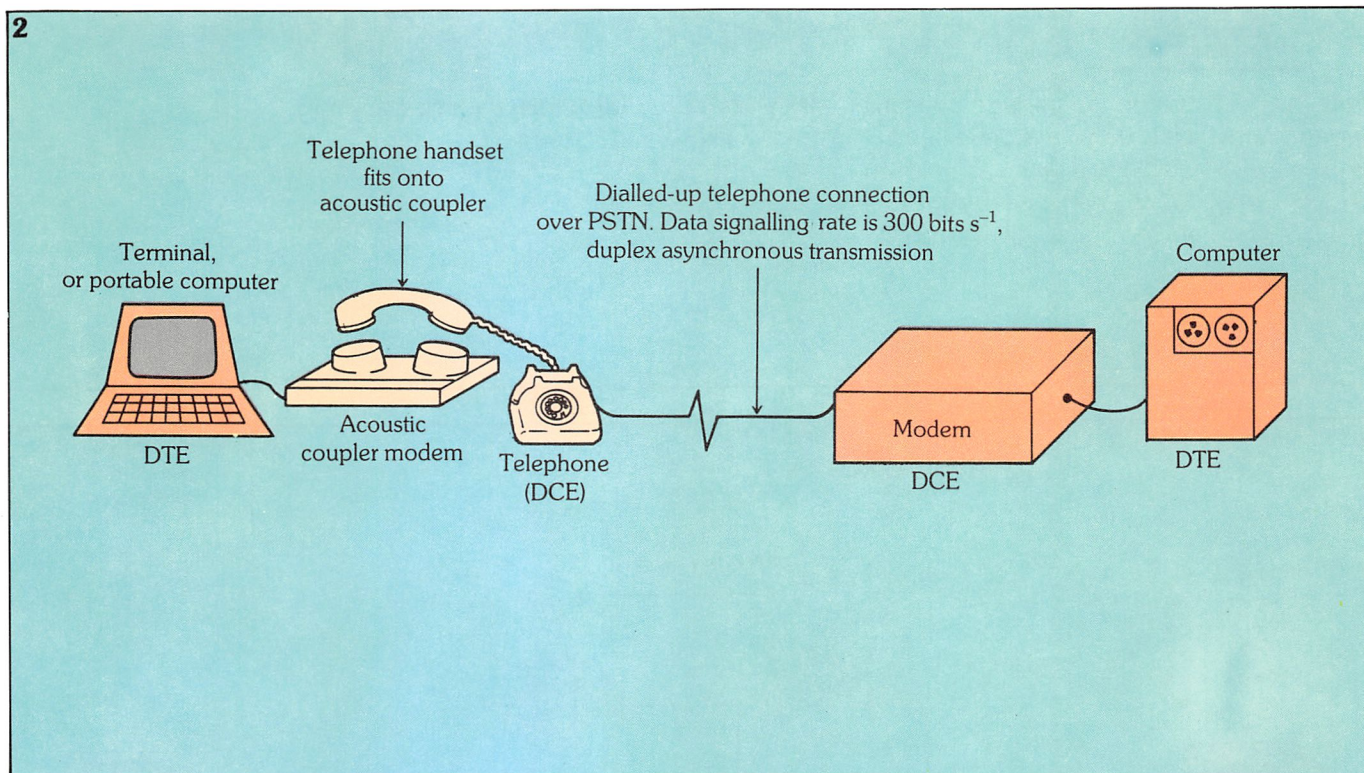 2
Telephone handset
fits onto
acoustic coupler
Dialled-up telephone connection
over PSTN. Data signalling rate is 300 bits s⁻¹,
duplex asynchronous transmission
Terminal,
or portable computer
Computer
Acoustic
coupler modem
Modem
DTE
Telephone
(DCE)
DCE
DTE